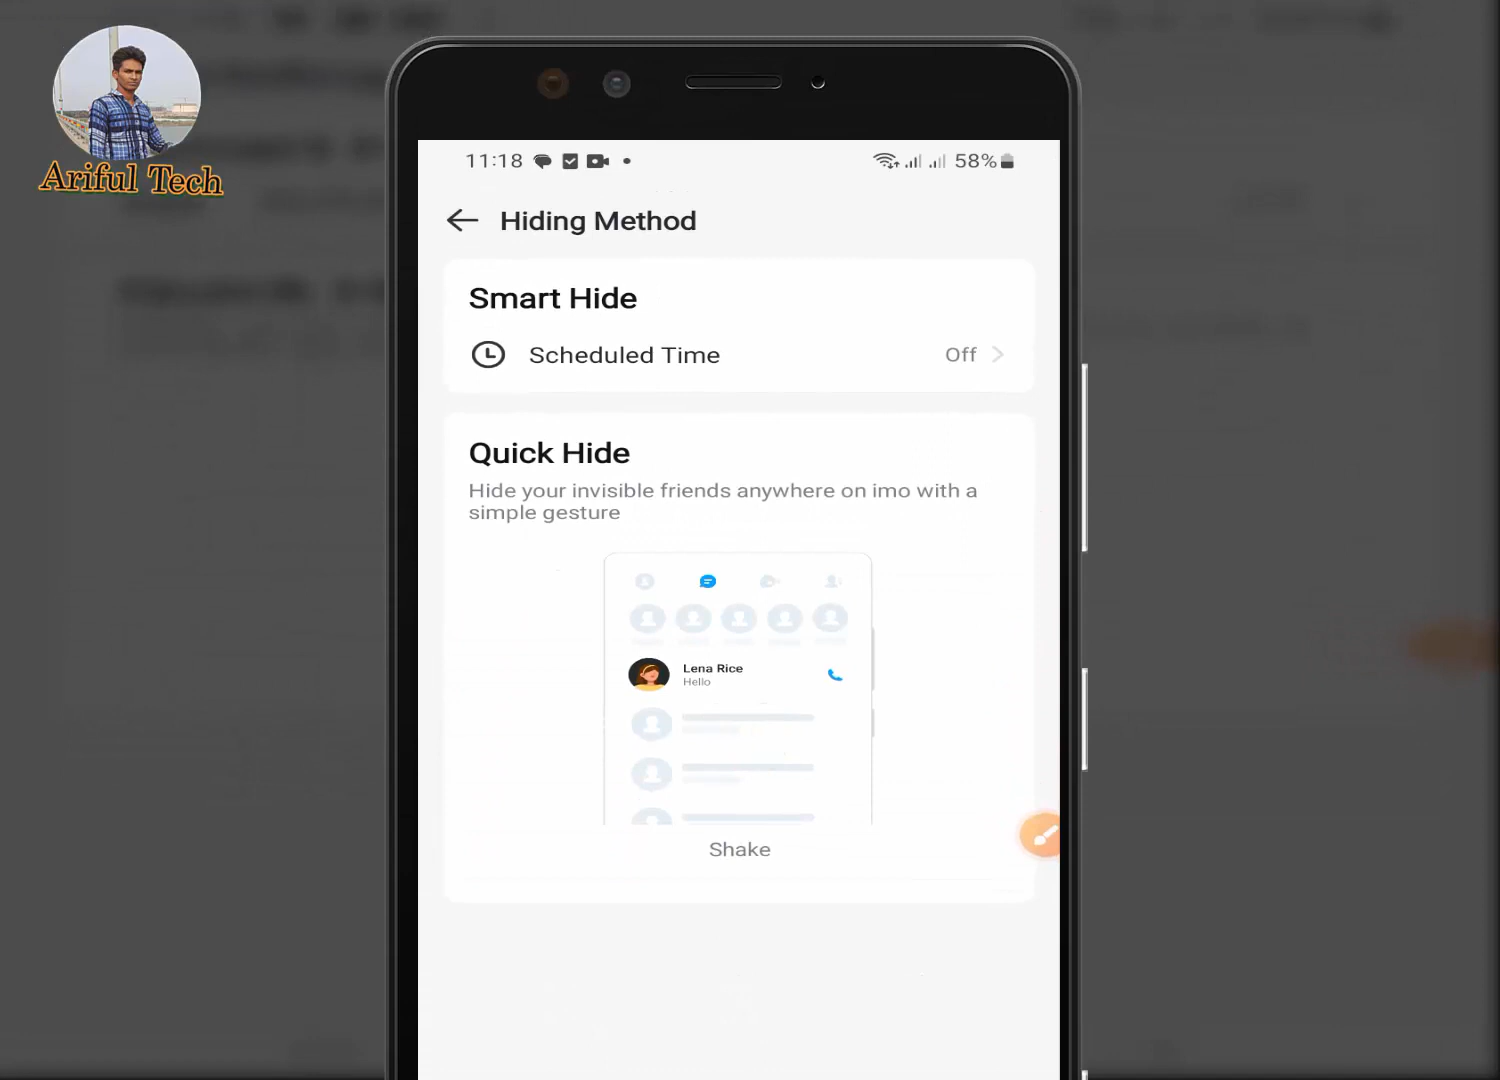 Ariful Tech
11:18
58%
Hiding Method
Smart Hide
Scheduled Time
Off
Quick Hide
Hide your invisible friends anywhere on imo with a
simple gesture
Lena Rice
Hello
Shake